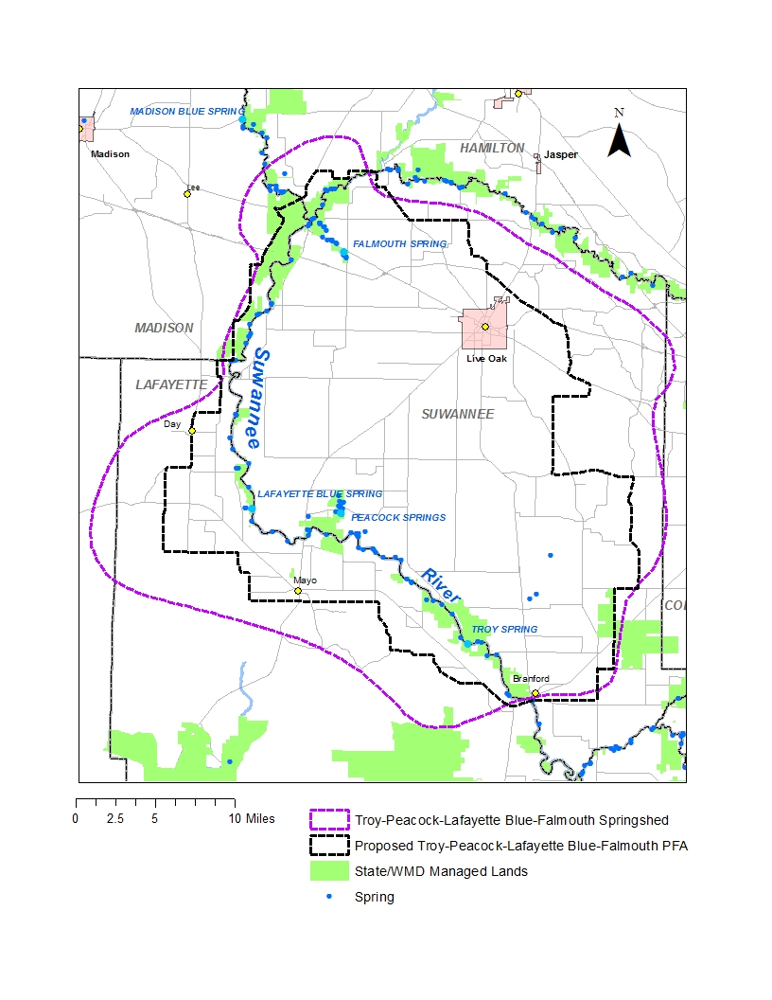 MADISON BLUE SPRING
N
HAMILTON
Madison
Jasper
Lee
FALMOUTH SPRING
MADISON
Live Oak
LAFAYETTE
Suwannee
SUWANNEE
Day
LAFAYETTE BLUE SPRING
PEACOCK SPRINGS
River
Mayo
COL
TROY SPRING
Branford
0 2.5 5 10 Miles
Troy-Peacock-Lafayette Blue-Falmouth Springshed
Proposed Troy-Peacock-Lafayette Blue-Falmouth PFA
State/WMD Managed Lands
Spring